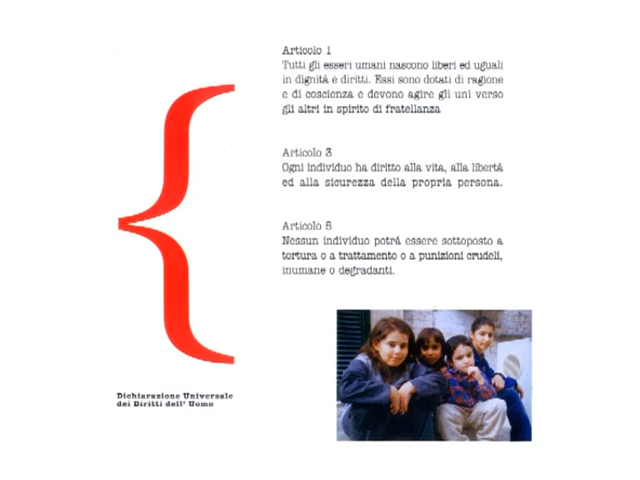 Articolo 1
Tutti gli esseri umani nascono liberi ed uguali
in dignità e diritti. Essi sono dotati di ragione
e di coscienza e devono agire gli uni verso
gli altri in spirito di fratellanza
Articolo 3
Ogni individuo ha diritto alla vita, alla libertà
ed alla sicurezza della propria persona.
Articolo 5
Nessun individuo potrà essere sottoposto a
tortura o a trattamento o a punizioni crudeli,
inumane o degradanti.
Dichiarazione Universale
dei Diritti dell' Uomo